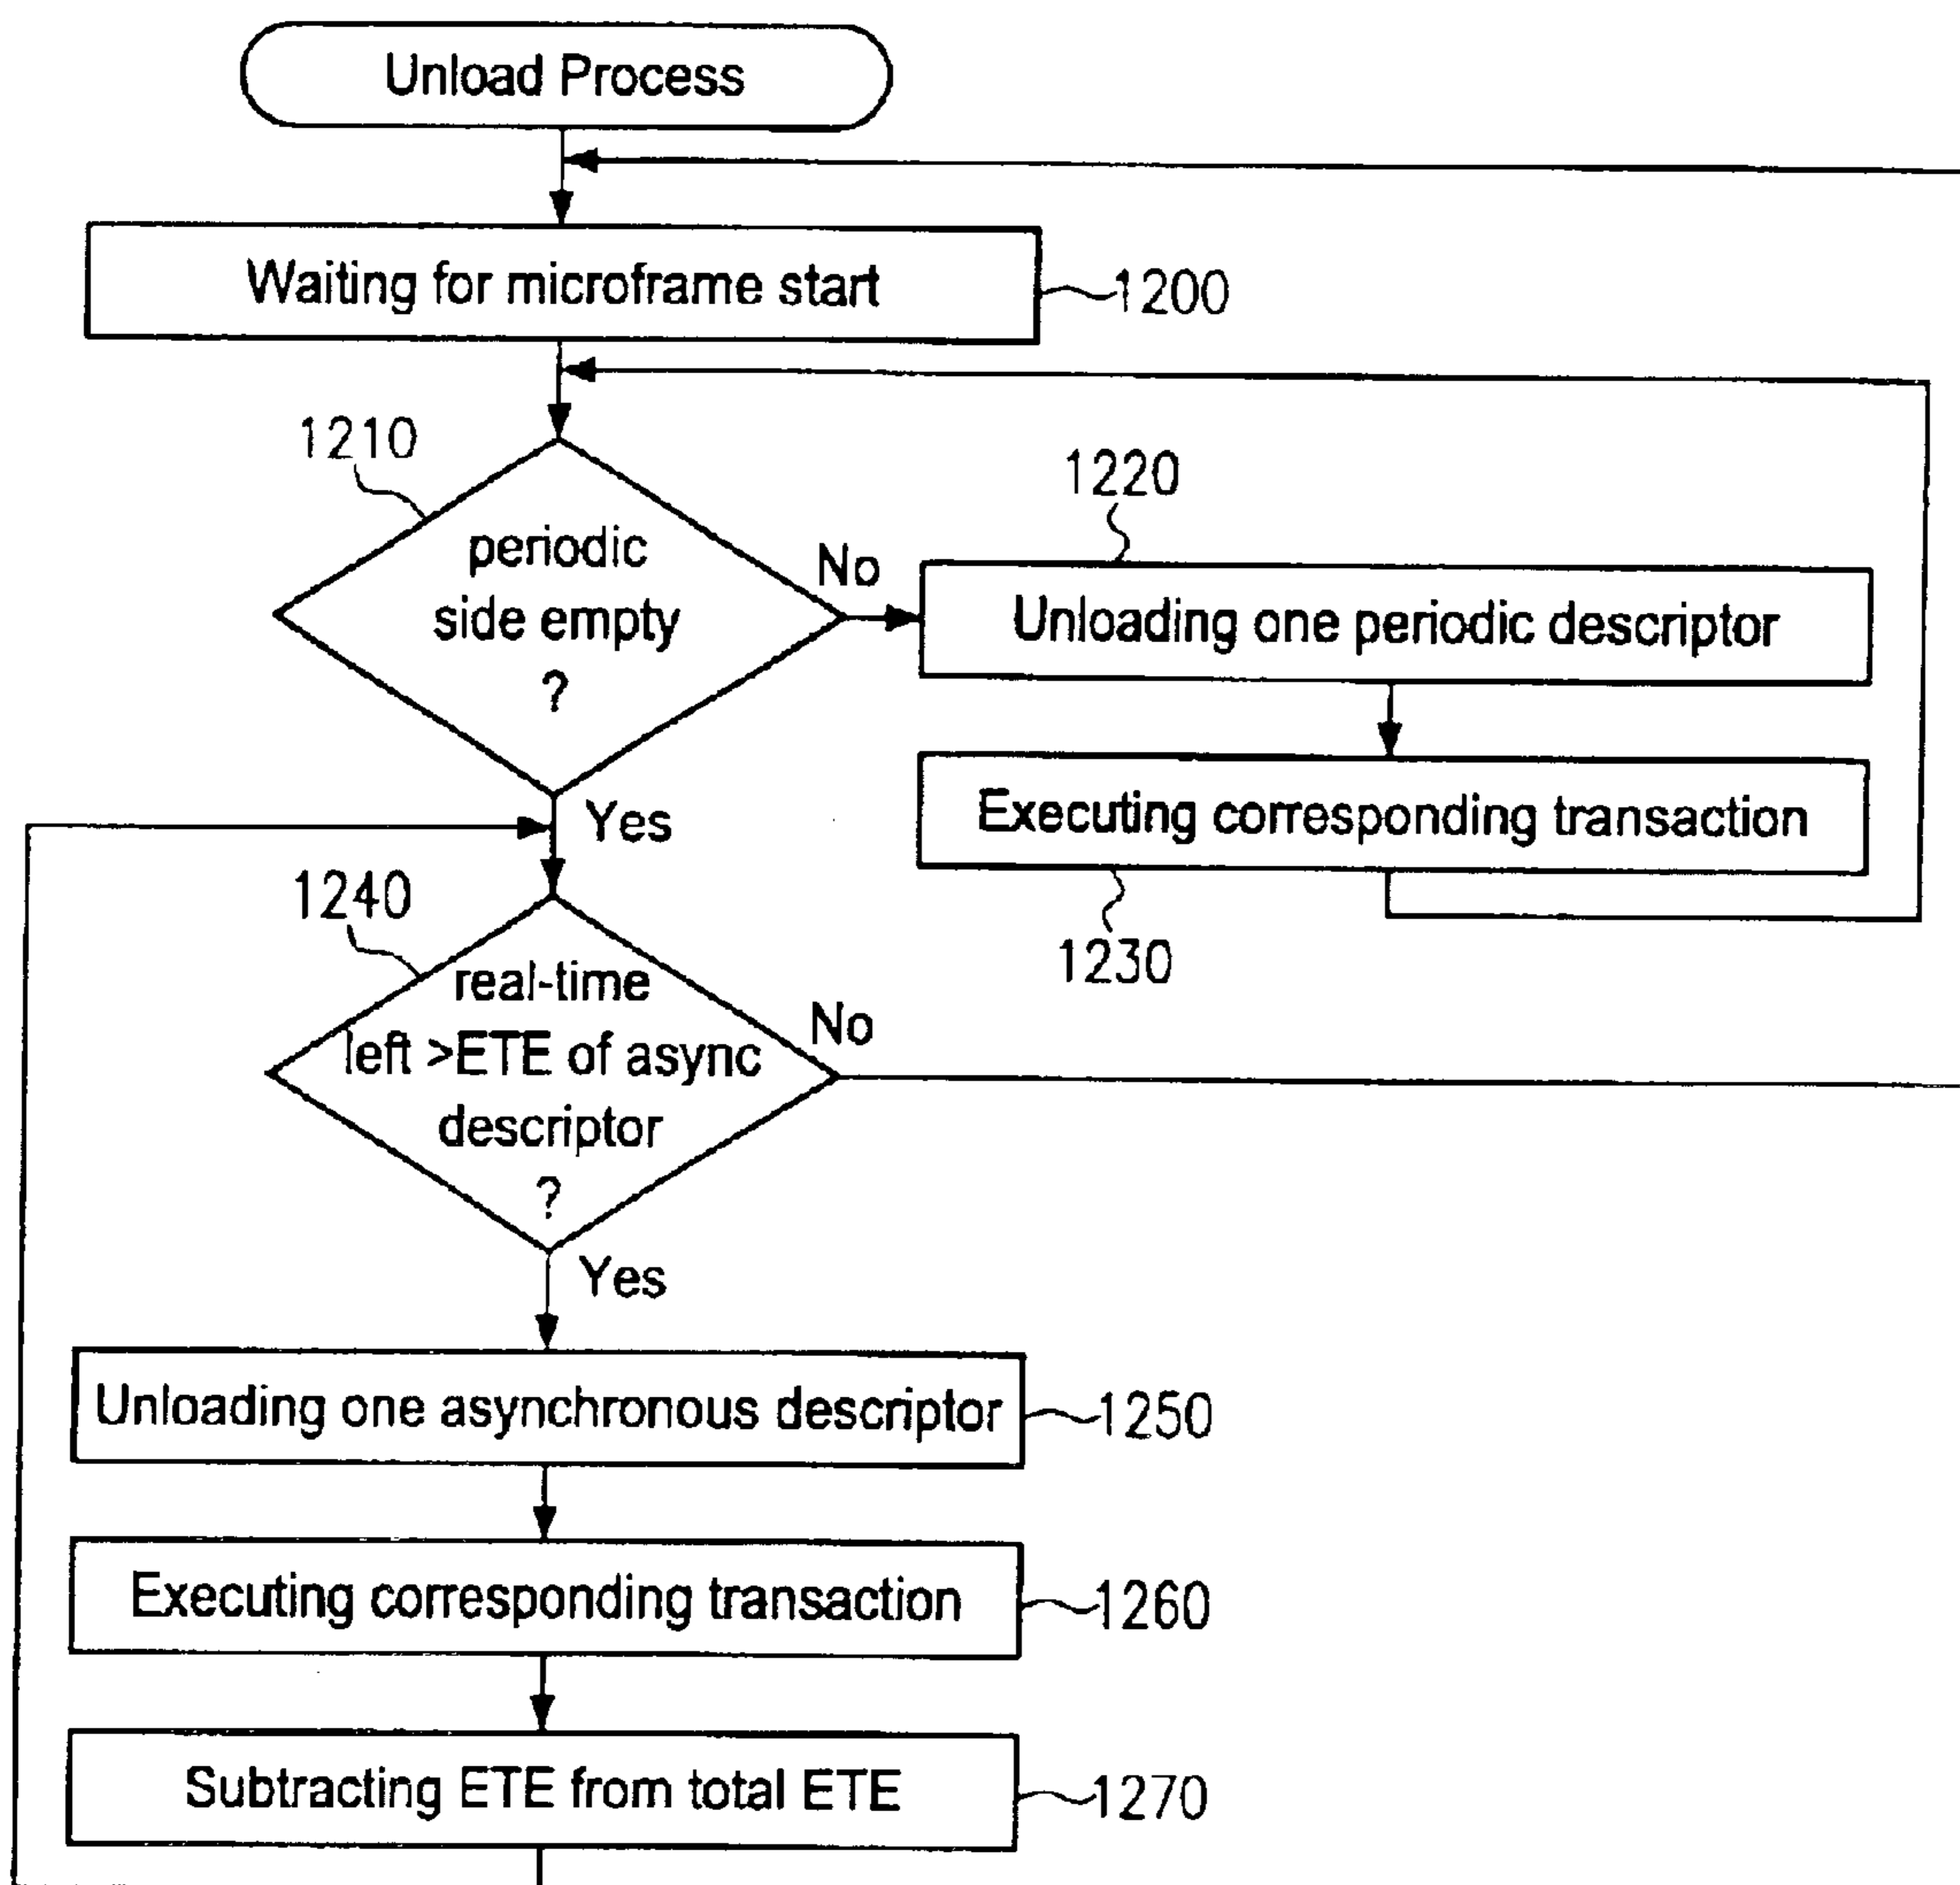 Unload Process
Waiting for microframe start
1200
1210
periodic
side empty
?
No
Yes
1220
Unloading one periodic descriptor
Executing corresponding transaction
1230
1240
real-time
left >ETE of async
descriptor
?
No
Yes
Unloading one asynchronous descriptor
1250
Executing corresponding transaction
1260
Subtracting ETE from total ETE
1270